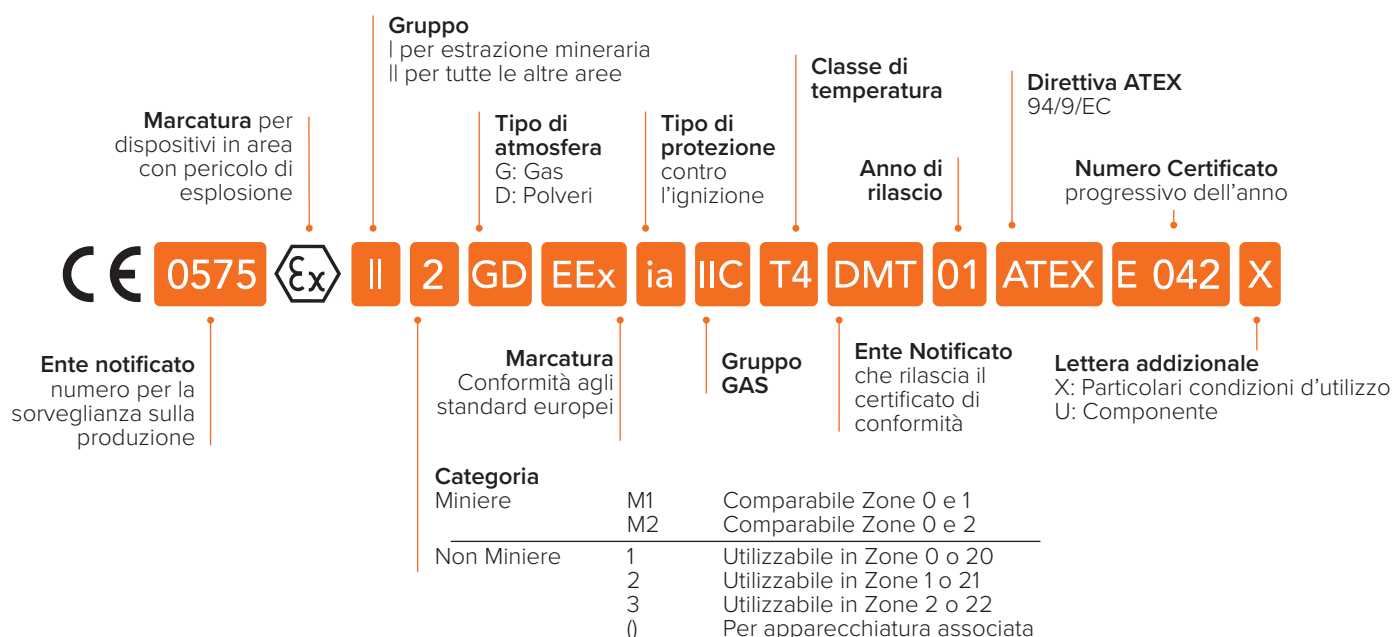 Gruppo
I per estrazione mineraria
II per tutte le altre aree
Classe di
temperatura
Direttiva ATEX
94/9/EC
Marcatura per
dispositivi in area
con pericolo di
esplosione
Tipo di
atmosfera
G: Gas
D: Polveri
Tipo di
protezione
contro
l'ignizione
Anno di
rilascio
Numero Certificato
progressivo dell'anno
CE 0575 Ex II 2 GD EEx ia IIC T4 DMT 01 ATEX E 042 X
Ente notificato
numero per la
sorveglianza sulla
produzione
Marcatura
Conformità agli
standard europei
Gruppo
GAS
Ente Notificato
che rilascia il
certificato di
conformità
Lettera addizionale
X: Particolari condizioni d'utilizzo
U: Componente
Categoria
Miniere M1 Comparabile Zone 0 e 1
M2 Comparabile Zone 0 e 2
Non Miniere 1 Utilizzabile in Zone 0 o 20
2 Utilizzabile in Zone 1 o 21
3 Utilizzabile in Zone 2 o 22
() Per apparecchiatura associata